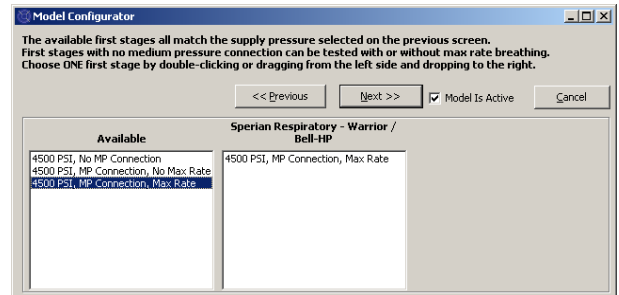 Model Configurator
The available first stages all match the supply pressure selected on the previous screen.
First stages with no medium pressure connection can be tested with or without max rate breathing.
Choose ONE first stage by double-clicking or dragging from the left side and dropping to the right.
<< Previous
Next >>
Model Is Active
Cancel
Available
Sperian Respiratory - Warrior /
Bell-HP
4500 PSI, No MP Connection
4500 PSI, MP Connection, No Max Rate
4500 PSI, MP Connection, Max Rate
4500 PSI, MP Connection, Max Rate